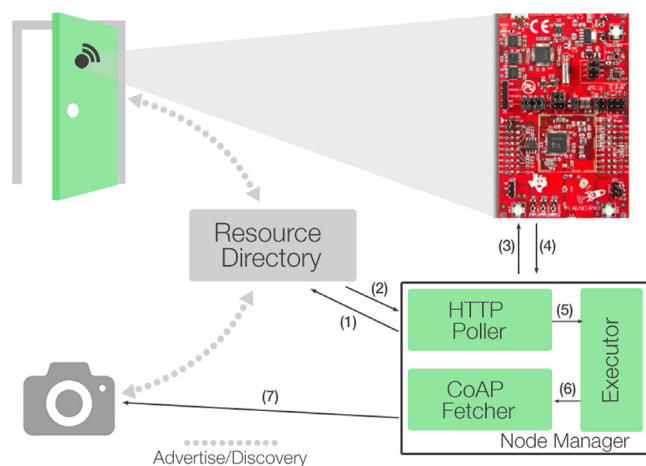 Resource
Directory
(3)
(4)
(2)
(1)
HTTP
Poller
(5)
Executor
CoAP
Fetcher
(6)
(7)
Node Manager
Advertise/Discovery